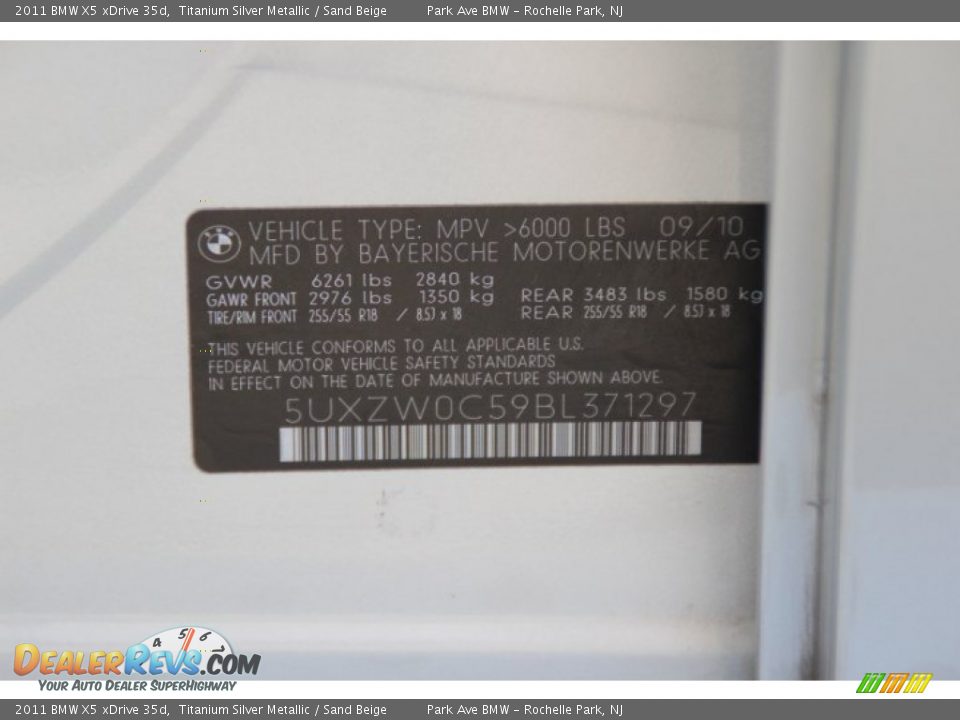 2011 BMW X5 xDrive 35d, Titanium Silver Metallic / Sand Beige Park Ave BMW - Rochelle Park, NJ
VEHICLE TYPE: MPV >6000 LBS 09/10
MFD BY BAYERISCHE MOTORENWERKE AG
GVWR 6261 lbs 2840 kg
GAWR FRONT 2976 lbs 1350 kg REAR 3483 lbs 1580 kg
TIRE/RIM FRONT 255/55 R18 / 8.5J x 18 REAR 255/55 R18 / 8.5J x 18
THIS VEHICLE CONFORMS TO ALL APPLICABLE U.S.
FEDERAL MOTOR VEHICLE SAFETY STANDARDS
IN EFFECT ON THE DATE OF MANUFACTURE SHOWN ABOVE.
5UXZW0C59BL371297
4 5 6 7
DEALERREVS.COM
YOUR AUTO DEALER SUPERHIGHWAY
2011 BMW X5 xDrive 35d, Titanium Silver Metallic / Sand Beige Park Ave BMW - Rochelle Park, NJ